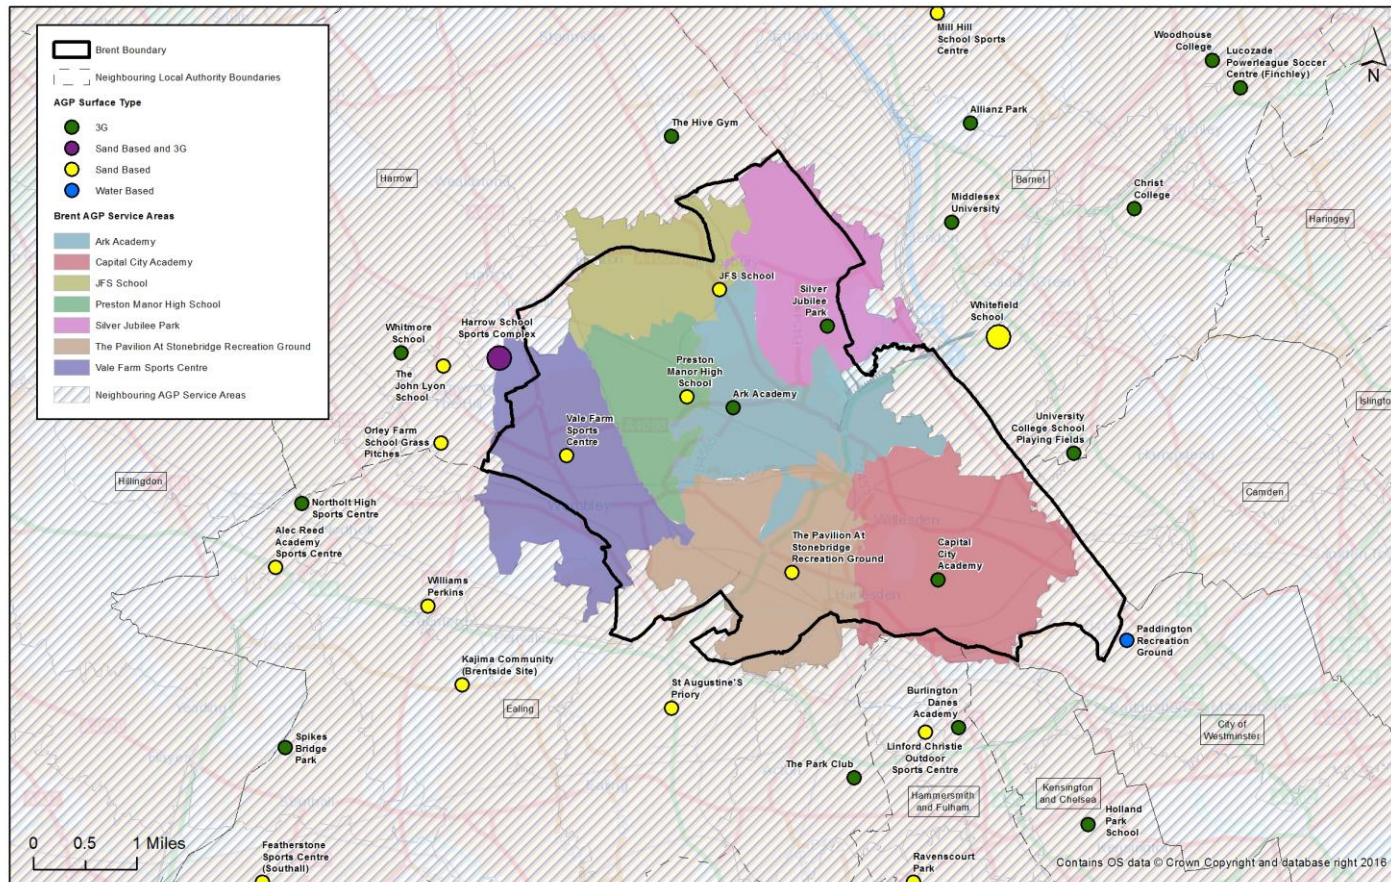 Brent Boundary
Neighbouring Local Authority Boundaries
AGP Surface Type
3G
Sand Based and 3G
Sand Based
Water Based
Brent AGP Service Areas
Ark Academy
Capital City Academy
JFS School
Preston Manor High School
Silver Jubilee Park
The Pavilion At Stonebridge Recreation Ground
Vale Farm Sports Centre
Neighbouring AGP Service Areas
Mill Hill
School Sports
Centre
Woodhouse
College
Lucozade
Powerleague Soccer
Centre (Finchley)
N
The Hive Gym
Allianz Park
Harrow
Barnet
Middlesex
University
Christ
College
Haringey
JFS School
Silver
Jubilee
Park
Whitefield
School
Whitmore
School
Harrow School
Sports Complex
The
John Lyon
School
Preston
Manor High
School
Ark Academy
Islington
Orley Farm
School Grass
Pitches
Vale Farm
Sports
Centre
University
College School
Playing Fields
Hillingdon
Camden
Northolt High
Sports Centre
Wembley
Willesden
Alec Reed
Academy
Sports Centre
The Pavilion At
Stonebridge
Recreation Ground
Capital
City
Academy
Williams
Perkins
Harlesden
Paddington
Recreation
Ground
Kajima Community
(Brentside Site)
St Augustine'S
Priory
Burlington
Danes
Academy
Ealing
City of
Westminster
Spikes
Bridge
Park
Linford Christie
Outdoor
Sports Centre
The Park Club
Hammersmith
and Fulham
Kensington
and Chelsea
Holland
Park
School
0 0.5 1 Miles
Featherstone
Sports Centre
(Southall)
Ravenscourt
Park
Contains OS data © Crown Copyright and database right 2016